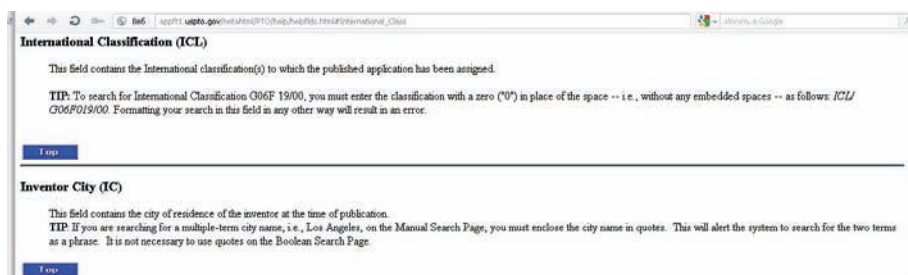 Веб appft1.uspto.gov/netahtml/PTO/help/helpflds.html#International_Class
International Classification (ICL)
This field contains the International classification(s) to which the published application has been assigned.
TIP: To search for International Classification G06F 19/00, you must enter the classification with a zero ("0") in place of the space -- i.e., without any embedded spaces -- as follows: ICL/
G06F019/00. Formatting your search in this field in any other way will result in an error.
Top
Inventor City (IC)
This field contains the city of residence of the inventor at the time of publication.
TIP: If you are searching for a multiple-term city name, i.e., Los Angeles, on the Manual Search Page, you must enclose the city name in quotes. This will alert the system to search for the two terms
as a phrase. It is not necessary to use quotes on the Boolean Search Page.
Top